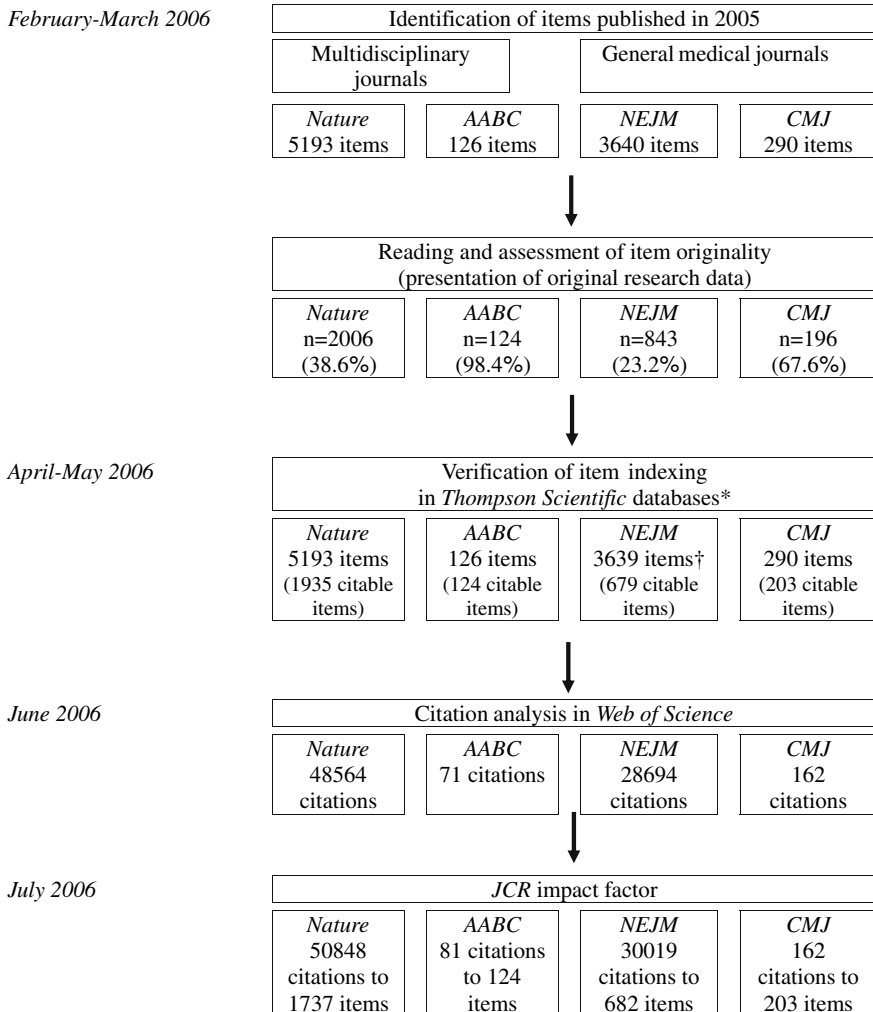 February-March 2006
Identification of items published in 2005
Multidisciplinary
journals
General medical journals
Nature
5193 items
AABC
126 items
NEJM
3640 items
CMJ
290 items
Reading and assessment of item originality
(presentation of original research data)
Nature
n=2006
(38.6%)
AABC
n=124
(98.4%)
NEJM
n=843
(23.2%)
CMJ
n=196
(67.6%)
April-May 2006
Verification of item indexing
in Thompson Scientific databases*
Nature
5193 items
(1935 citable
items)
AABC
126 items
(124 citable
items)
NEJM
3639 items†
(679 citable
items)
CMJ
290 items
(203 citable
items)
June 2006
Citation analysis in Web of Science
Nature
48564
citations
AABC
71 citations
NEJM
28694
citations
CMJ
162
citations
July 2006
JCR impact factor
Nature
50848
citations to
1737 items
AABC
81 citations
to 124
items
NEJM
30019
citations to
682 items
CMJ
162
citations to
203 items